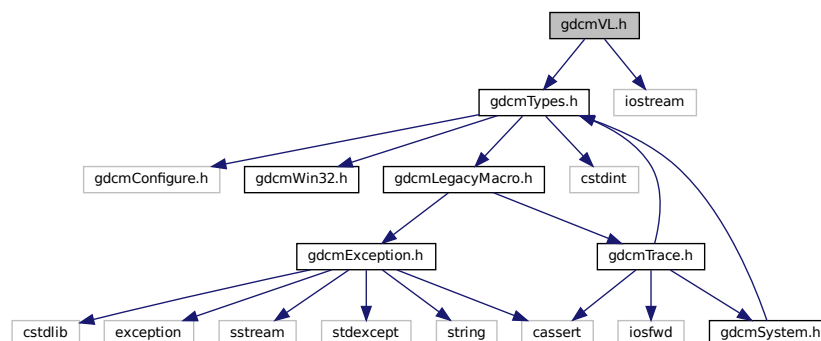 gdcmVL.h
gdcmTypes.h
iostream
gdcmConfigure.h
gdcmWin32.h
gdcmLegacyMacro.h
cstdint
gdcmException.h
gdcmTrace.h
cstdlib
exception
sstream
stdexcept
string
cassert
iosfwd
gdcmSystem.h